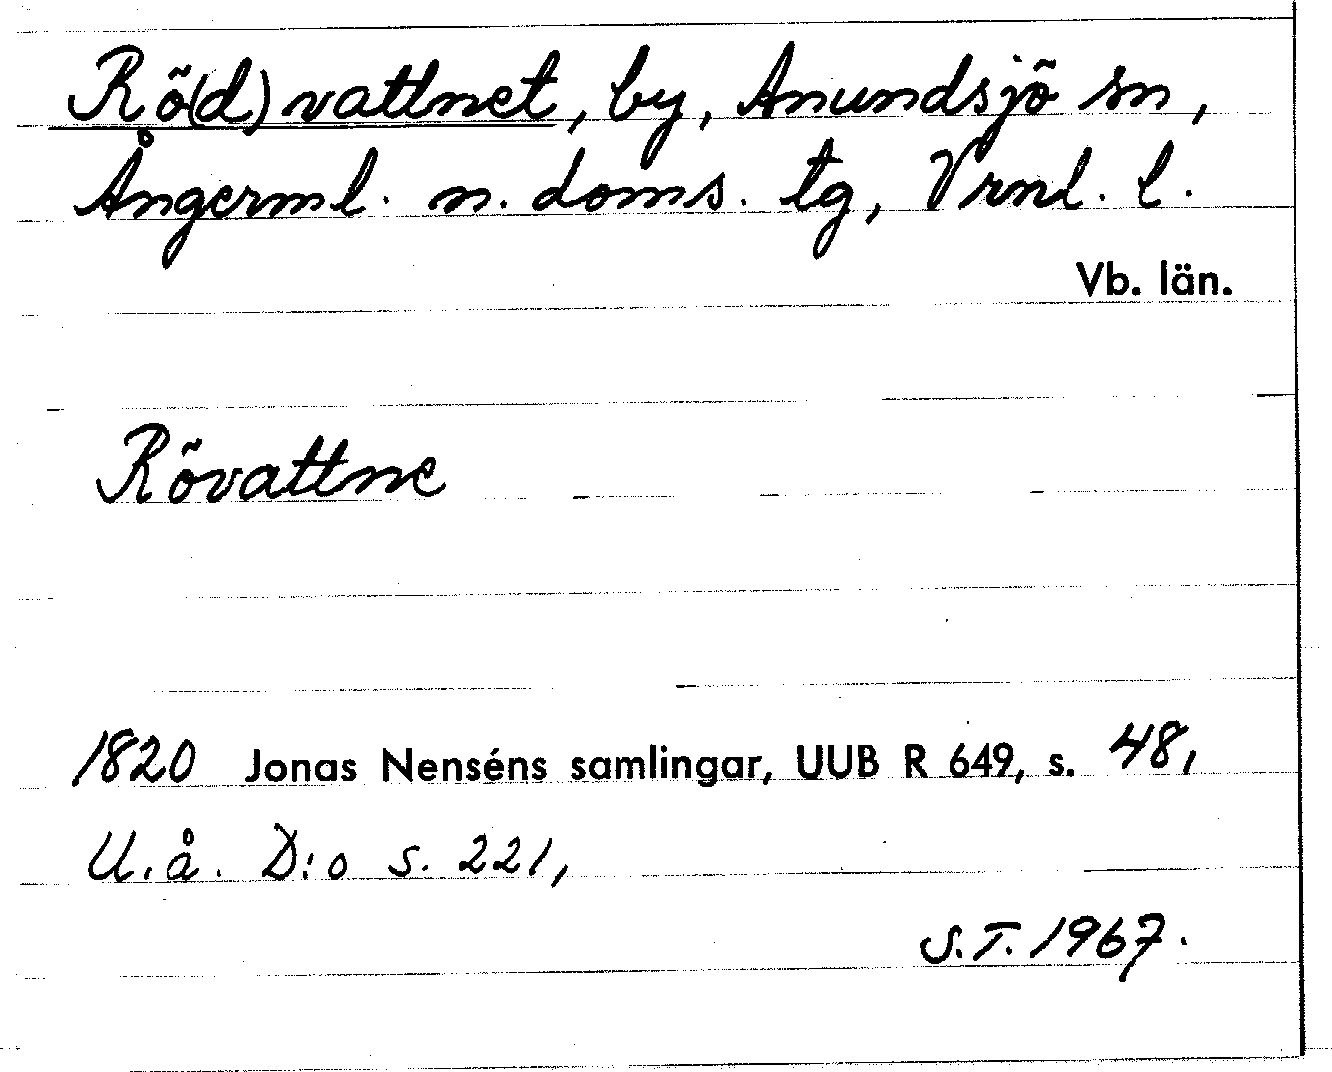 Rö(d)vattnet, by, Anundsjö sn,
Ångerml. n. doms. tg, Vrnl. l.
Vb. län.
Rövattne
1820 Jonas Nenséns samlingar, UUB R 649, s. 48,
U.å. D:o s. 221,
S.T. 1967.